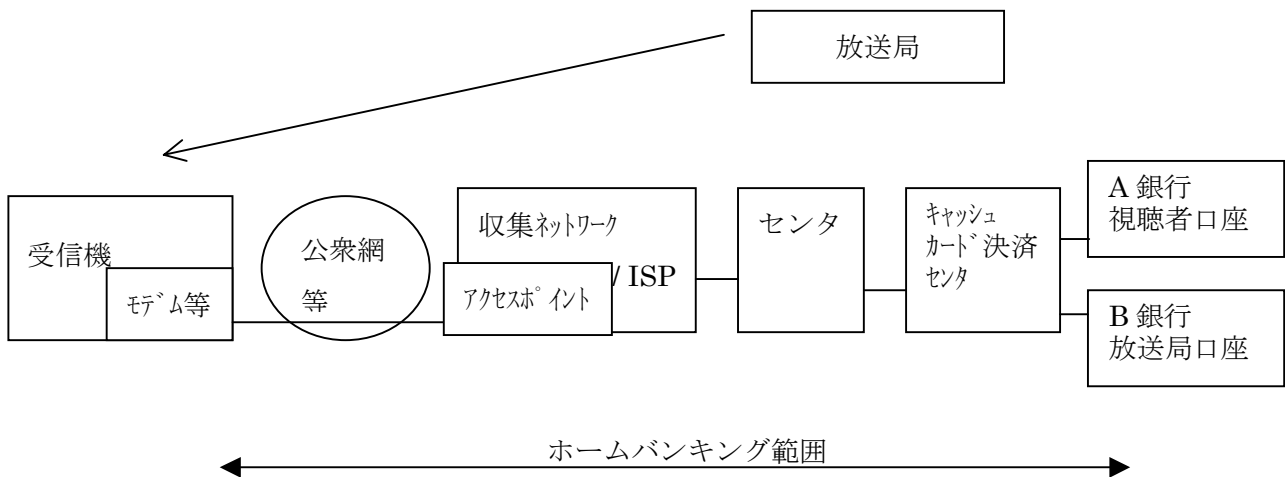 放送局
受信機
ﾓﾃﾞﾑ等
公衆網
等
収集ﾈｯﾄﾜｰｸ
/ ISP
ｱｸｾｽﾎﾟｲﾝﾄ
センタ
ｷｬｯｼｭ
ｶｰﾄﾞ決済
ｾﾝﾀ
A 銀行
視聴者口座
B 銀行
放送局口座
ホームバンキング範囲